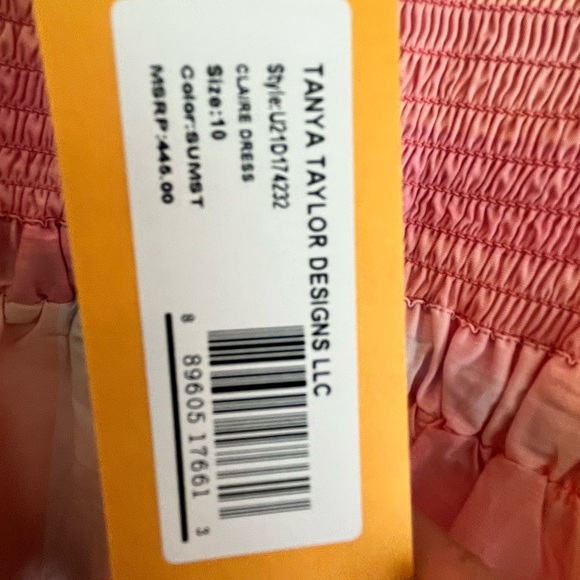 TANYA TAYLOR DESIGNS LLC
Style:U21D174232
CLAIRE DRESS
Size:10
Color:SUMST
MSRP:445.00
8 89605 17661 3